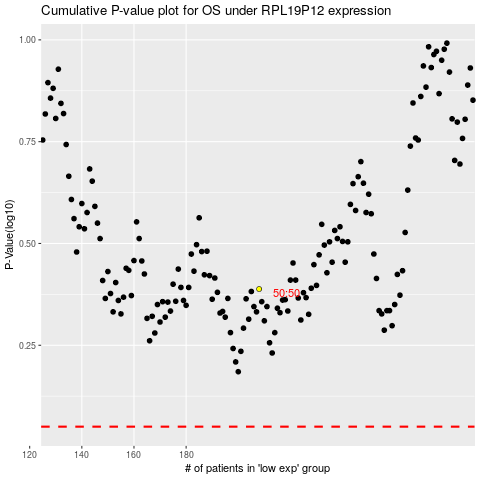 Cumulative P-value plot for OS under RPL19P12 expression
P-Value(log10)
1.00
0.75
0.50
0.25
50:50
120 140 160 180
# of patients in 'low exp' group